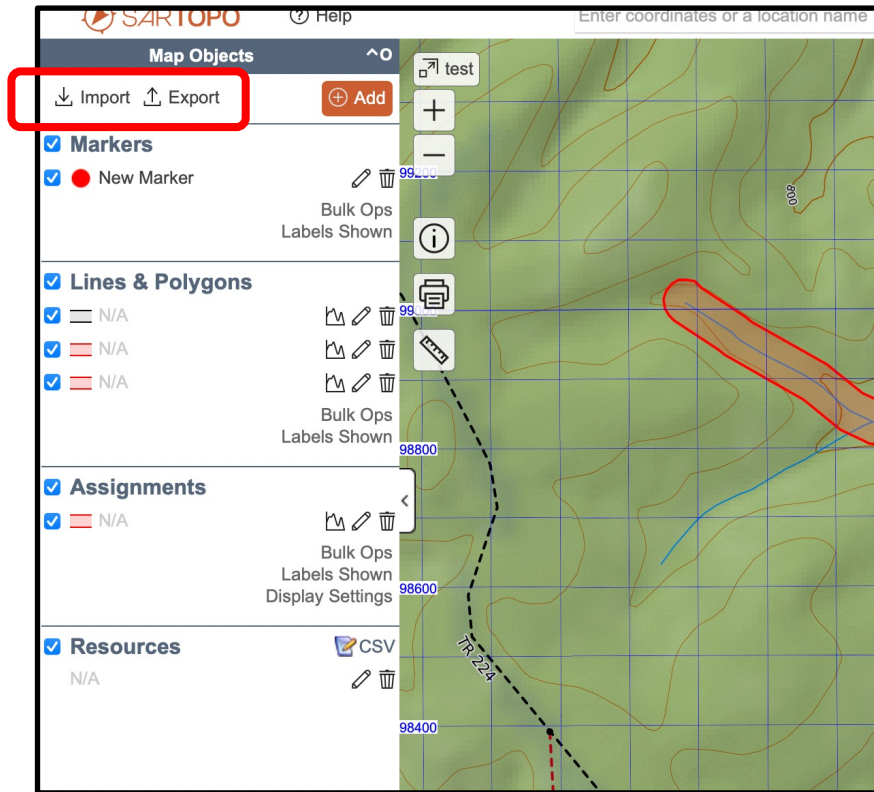 SARTOPO
Help
Enter coordinates or a location name
Map Objects ^O
Import Export Add
Markers
New Marker
Bulk Ops
Labels Shown
Lines & Polygons
N/A
N/A
N/A
Bulk Ops
Labels Shown
Assignments
N/A
Bulk Ops
Labels Shown
Display Settings
Resources CSV
N/A
test
99200
800
98800
98600
TR 224
98400